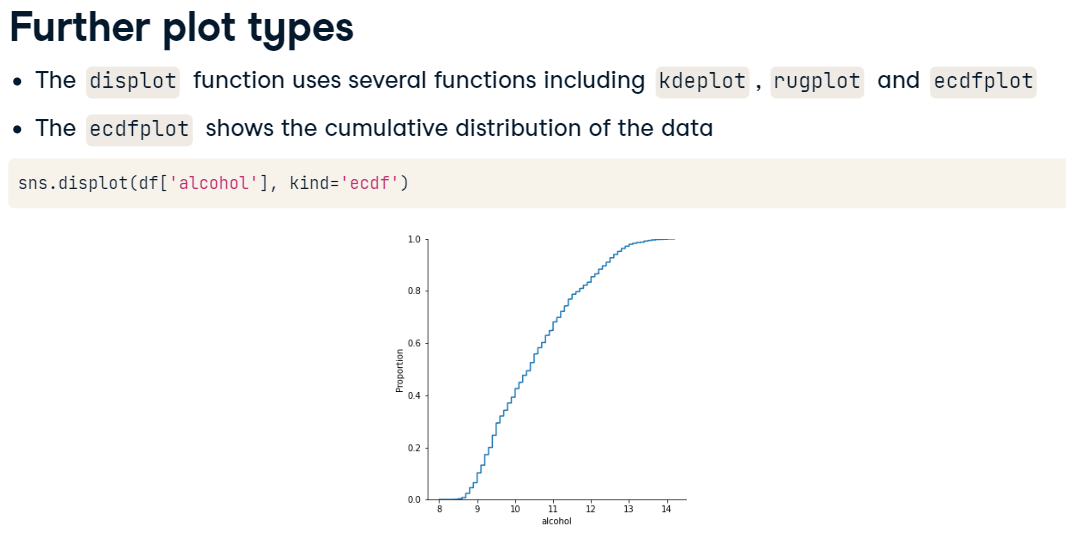 Further plot types
• The displot function uses several functions including kdeplot, rugplot and ecdfplot
• The ecdfplot shows the cumulative distribution of the data
sns.displot(df['alcohol'], kind='ecdf')
1.0
0.8
0.6
0.4
0.2
0.0
Proportion
8 9 10 11 12 13 14
alcohol